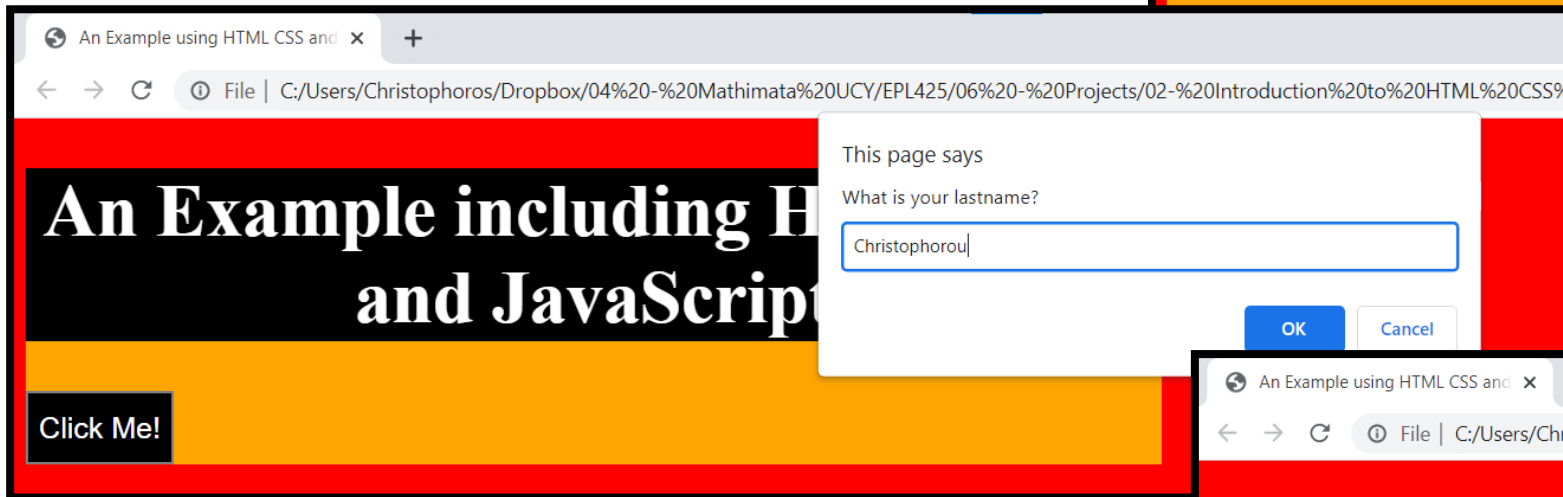 An Example using HTML CSS and
File | C:/Users/Christophoros/Dropbox/04%20-%20Mathimata%20UCY/EPL425/06%20-%20Projects/02-%20Introduction%20to%20HTML%20CSS%
This page says
What is your lastname?
Christophorou
OK
Cancel
An Example including H
and JavaScript
Click Me!
An Example using HTML CSS and
File | C:/Users/Chr